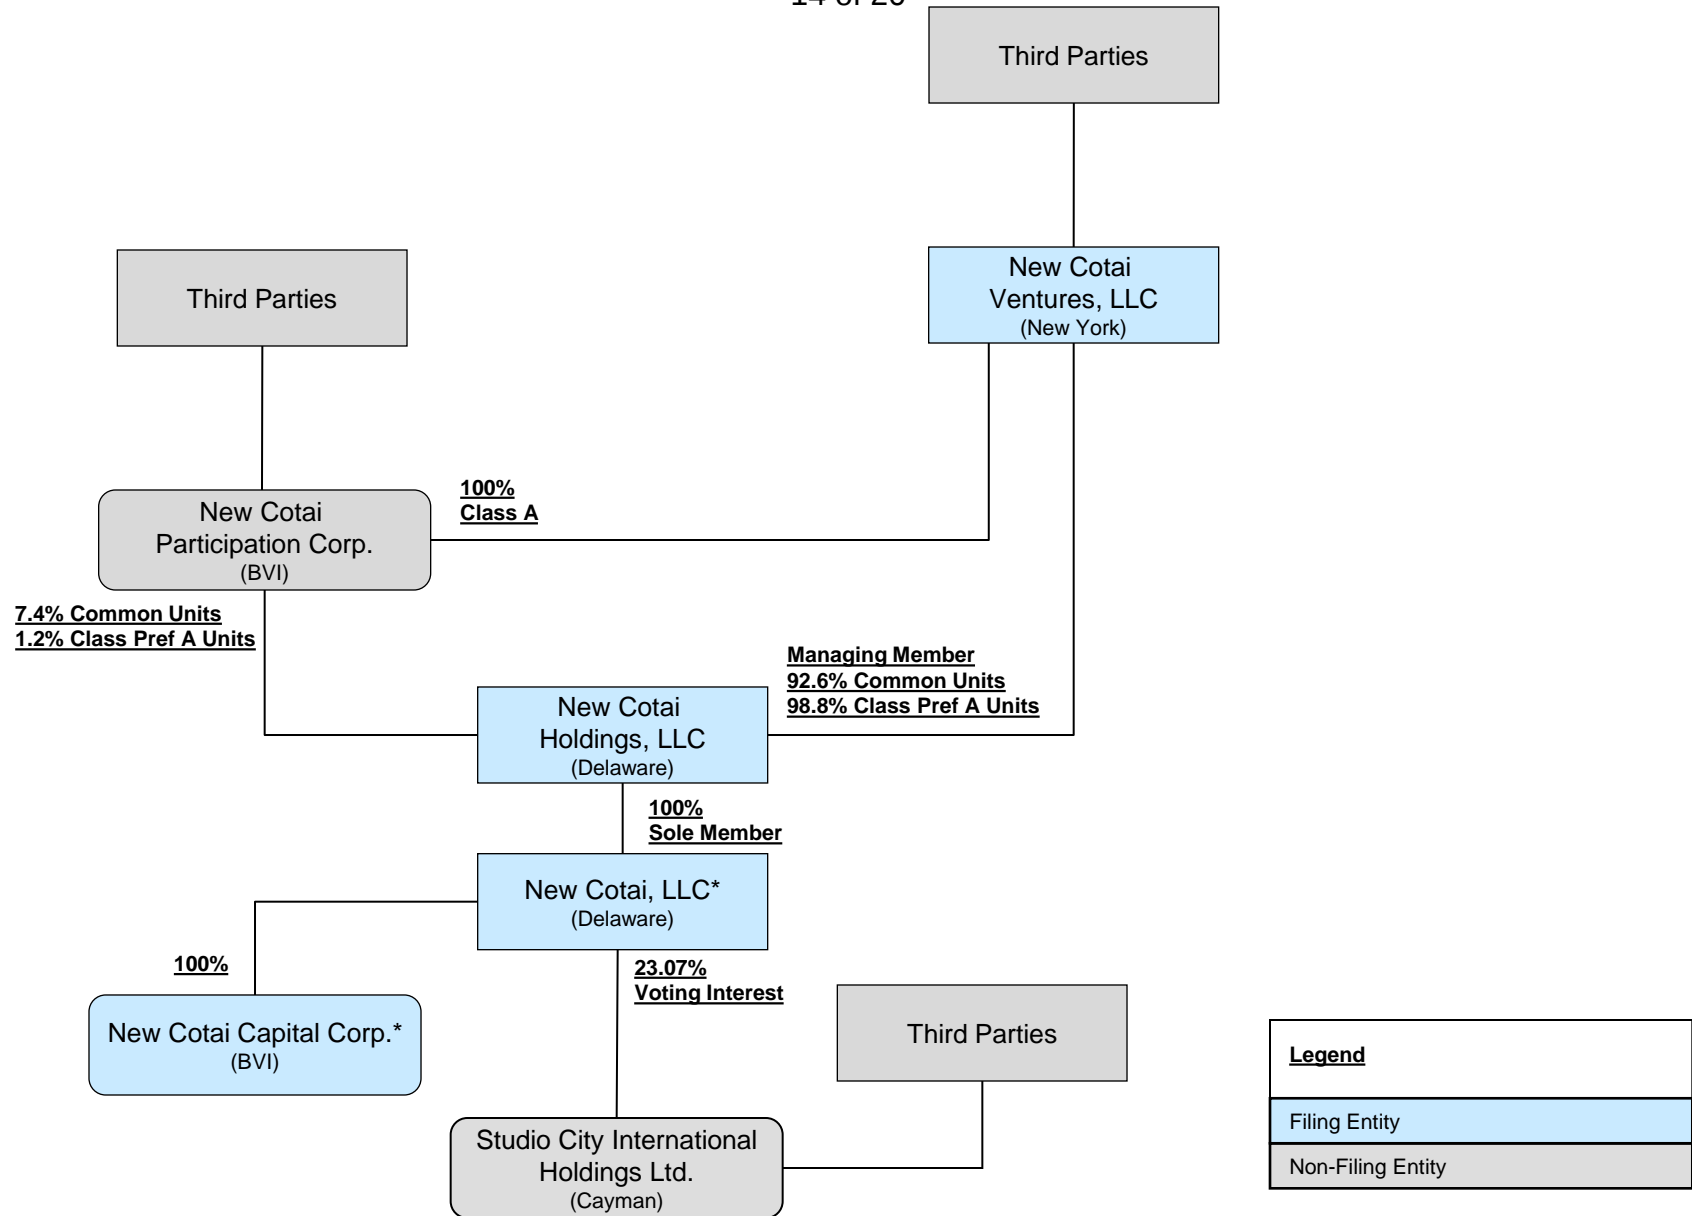 Third Parties
New Cotai
Ventures, LLC
(New York)
Third Parties
New Cotai
Participation Corp.
(BVI)
100%
Class A
7.4% Common Units
1.2% Class Pref A Units
Managing Member
92.6% Common Units
98.8% Class Pref A Units
New Cotai
Holdings, LLC
(Delaware)
100%
Sole Member
New Cotai, LLC*
(Delaware)
100%
23.07%
Voting Interest
New Cotai Capital Corp.*
(BVI)
Third Parties
Studio City International
Holdings Ltd.
(Cayman)
Legend
Filing Entity
Non-Filing Entity